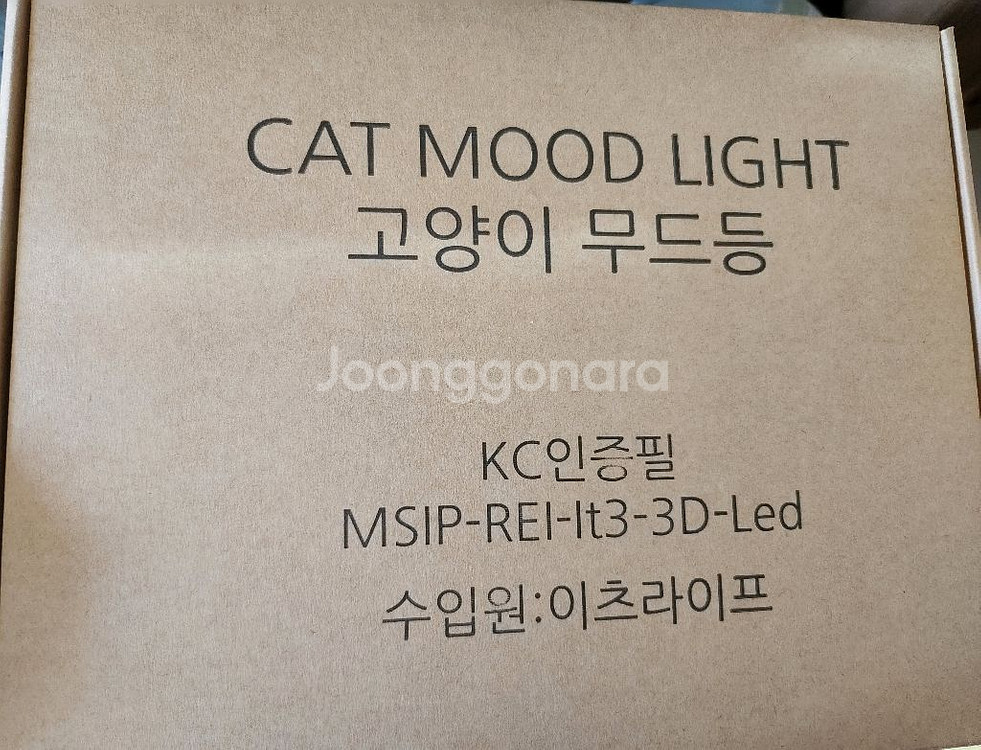 CAT MOOD LIGHT
고양이 무드등
Joonggonara
KC인증필
MSIP-REI-It3-3D-Led
수입원:이츠라이프